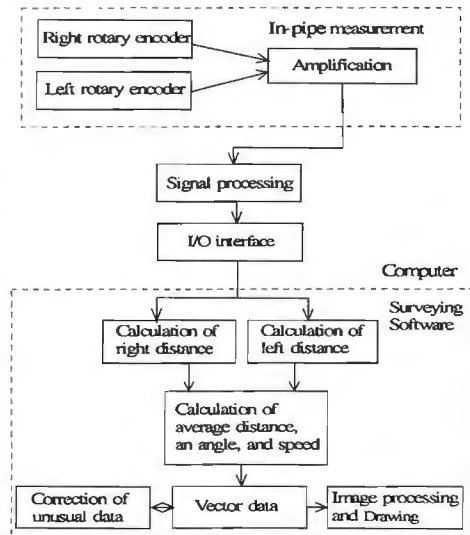 In-pipe measurement
Right rotary encoder
Amplification
Left rotary encoder
Signal processing
I/O interface
Computer
Surveying
Software
Calculation of
right distance
Calculation of
left distance
Calculation of
average distance,
an angle, and speed
Correction of
unusual data
Vector data
Image processing
and Drawing